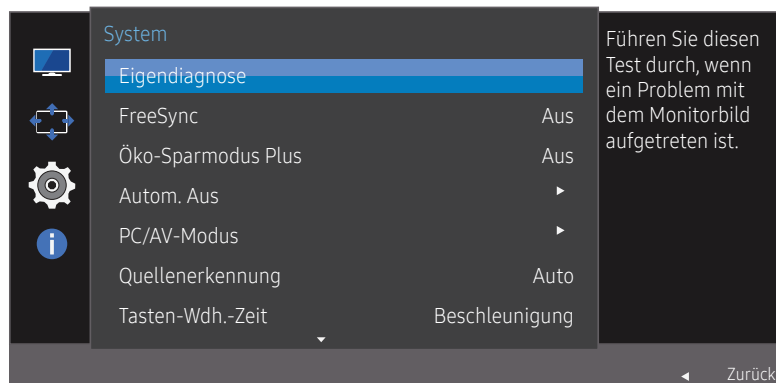 System
Eigendiagnose
FreeSync Aus
Öko-Sparmodus Plus Aus
Autom. Aus
PC/AV-Modus
Quellenerkennung Auto
Tasten-Wdh.-Zeit Beschleunigung
Führen Sie diesen
Test durch, wenn
ein Problem mit
dem Monitorbild
aufgetreten ist.
Zurück